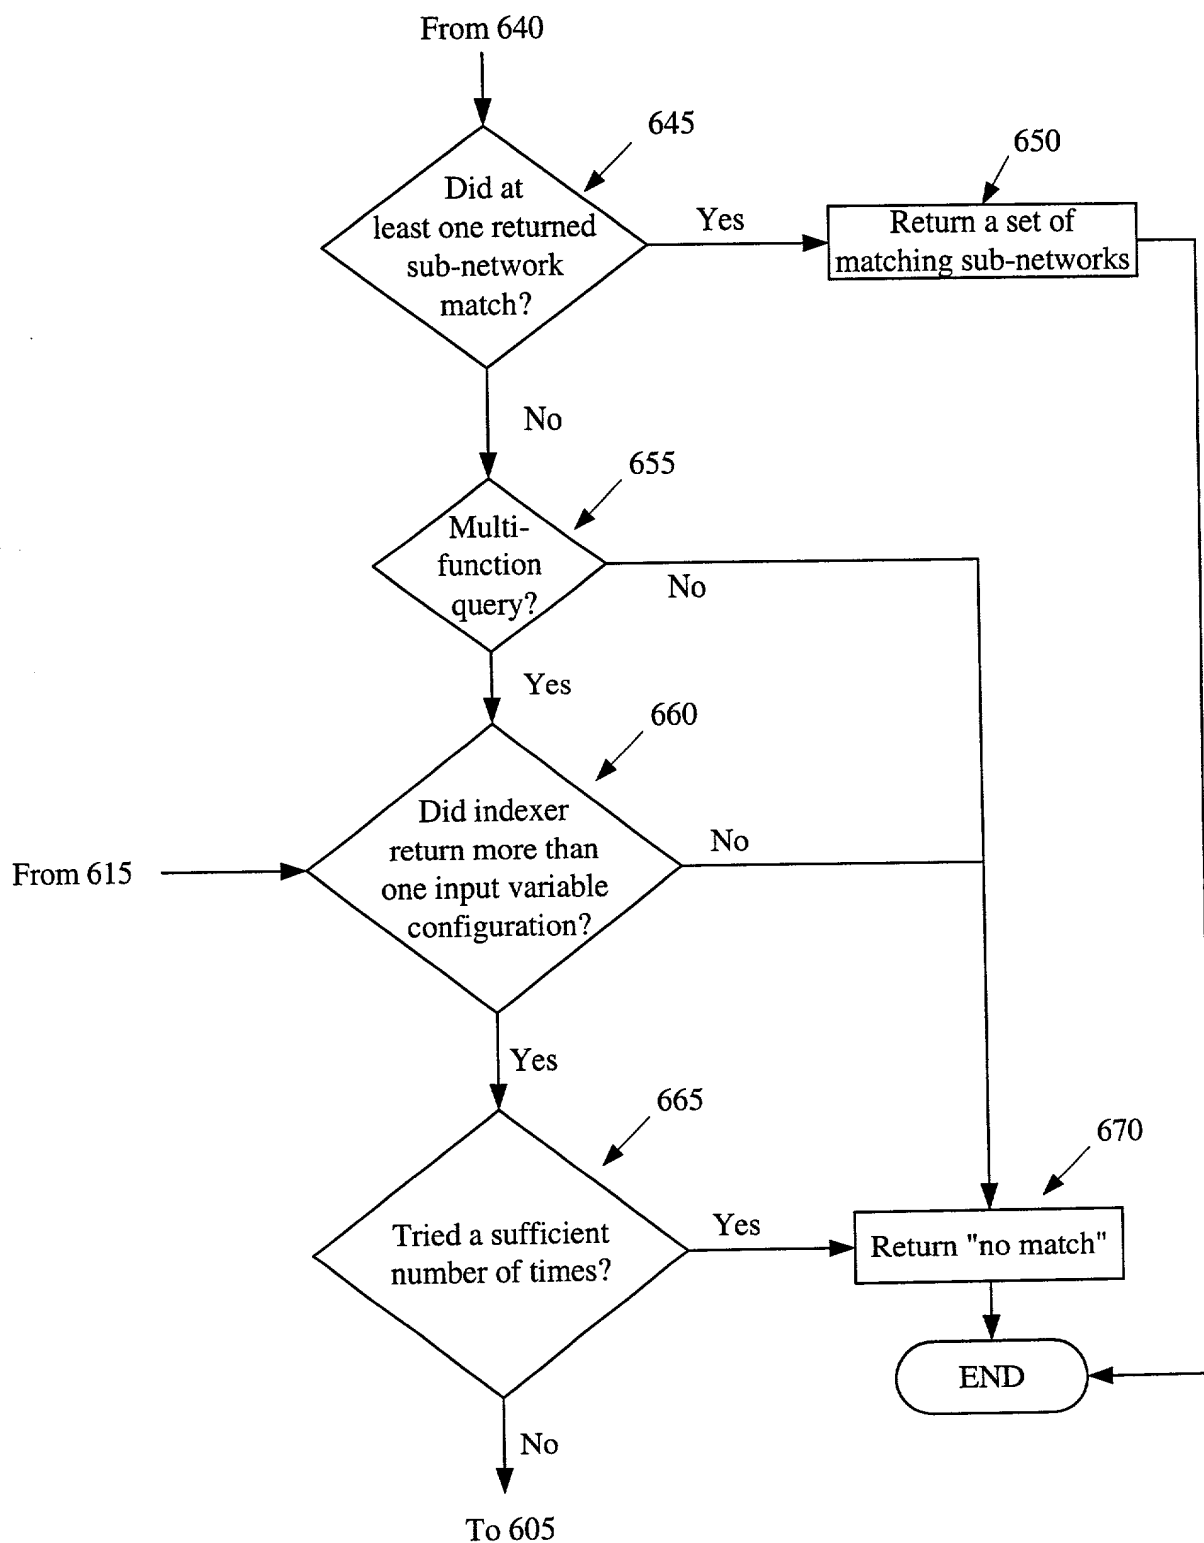 From 640
645
Did at
least one returned
sub-network
match?
Yes
650
Return a set of
matching sub-networks
No
655
Multi-
function
query?
No
Yes
660
Did indexer
return more than
one input variable
configuration?
No
From 615
Yes
665
Tried a sufficient
number of times?
Yes
670
Return "no match"
END
No
To 605